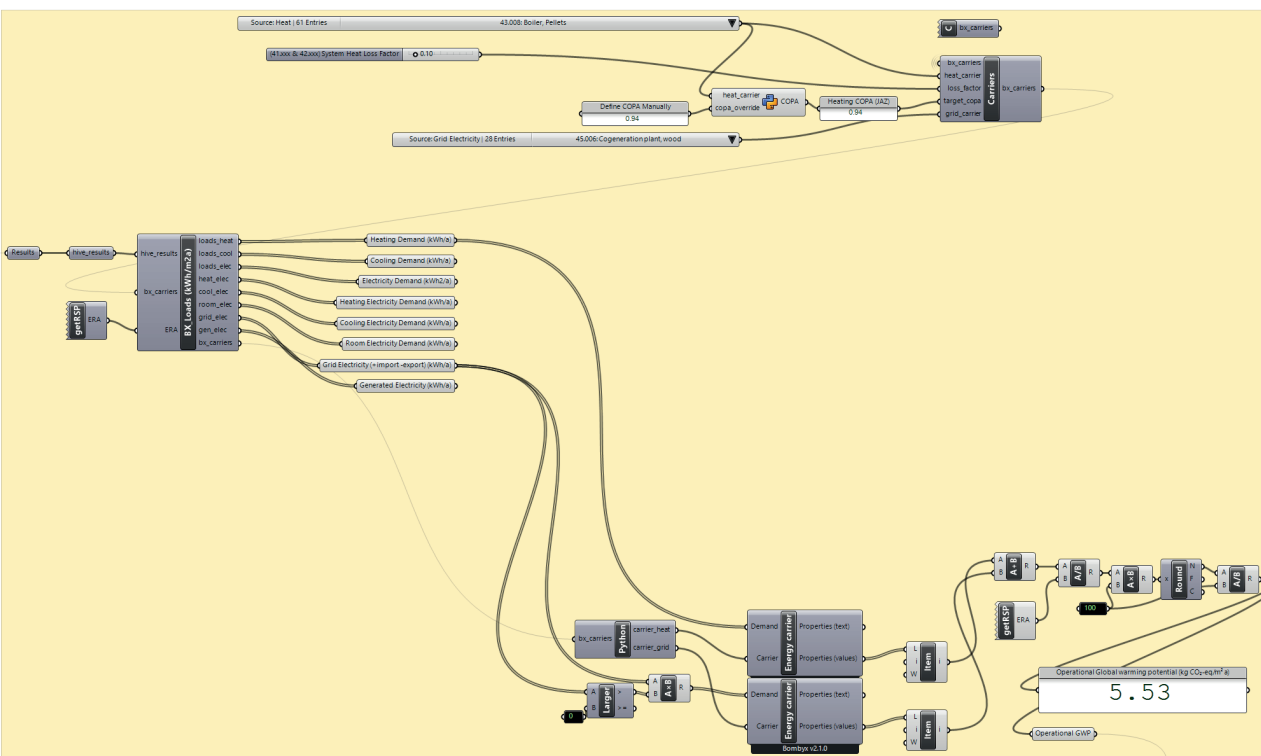 Source: Heat | 61 Entries
43.008: Boiler, Pellets
C
bx_carriers
(41.xxx & 42.xxx) System Heat Loss Factor
0.10
bx_carriers
heat_carrier
loss_factor
target_copa
grid_carrier
Carriers
bx_carriers
Define COPA Manually
0.94
heat_carrier
copa_override
COPA
Heating COPA (JAZ)
0.94
Source: Grid Electricity | 28 Entries
45.006: Cogeneration plant, wood
Results
hive_results
hive_results
bx_carriers
ERA
BX_Loads (kWh/m2a)
loads_heat
loads_cool
loads_elec
heat_elec
cool_elec
room_elec
grid_elec
gen_elec
bx_carriers
getRSP
ERA
Heating Demand (kWh/a)
Cooling Demand (kWh/a)
Electricity Demand (kWh2/a)
Heating Electricity Demand (kWh/a)
Cooling Electricity Demand (kWh/a)
Room Electricity Demand (kWh/a)
Grid Electricity (+import -export) (kWh/a)
Generated Electricity (kWh/a)
bx_carriers
Python
carrier_heat
carrier_grid
0
A
B
Larger
>
>=
A
B
A×B
R
Demand
Carrier
Energy carrier
Properties (text)
Properties (values)
Demand
Carrier
Energy carrier
Properties (text)
Properties (values)
Bombyx v2.1.0
L
i
W
Item
i
L
i
W
Item
i
A
B
A+B
R
getRSP
ERA
A
B
A/B
R
100
A
B
A×B
R
x
Round
N
F
C
A
B
A/B
R
Operational Global warming potential (kg CO₂-eq/m² a)
5.53
Operational GWP